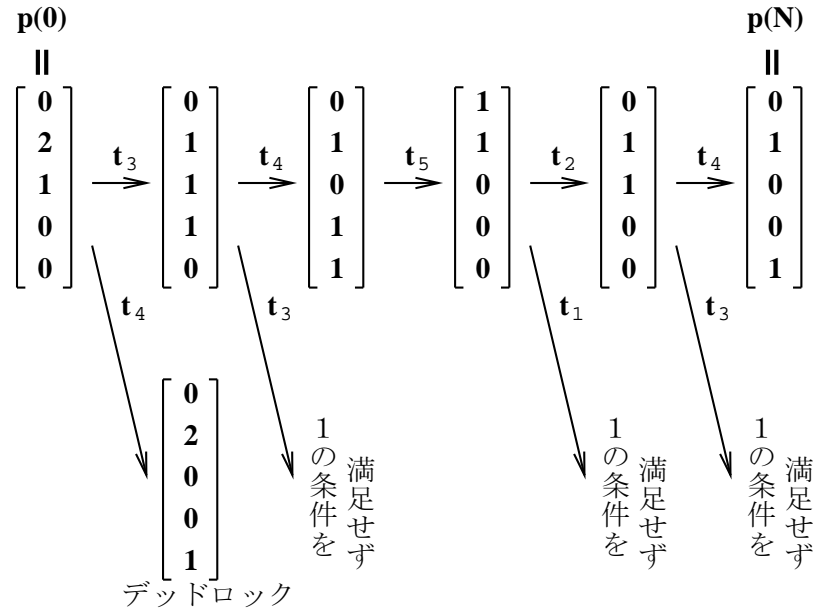 p(0) p(N)
|| ||
0 0 0 1 0 0
2 1 1 1 1 1
t3 t4 t5 t2 t4
1 1 0 0 1 0
0 1 1 0 0 0
0 0 1 0 0 1
t4 t3 t1 t3
0
2
0
0
1
デッドロック
1の条件を
満足せず
1の条件を
満足せず
1の条件を
満足せず